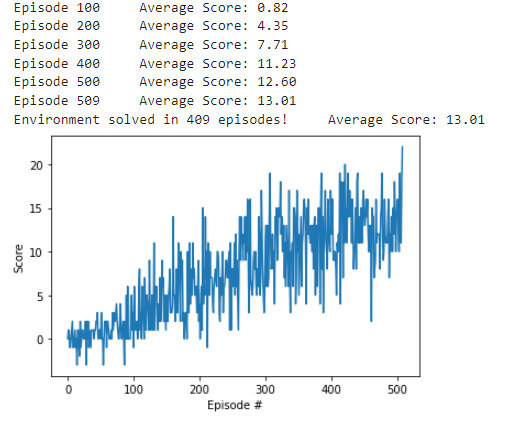 Episode 100 Average Score: 0.82
Episode 200 Average Score: 4.35
Episode 300 Average Score: 7.71
Episode 400 Average Score: 11.23
Episode 500 Average Score: 12.60
Episode 509 Average Score: 13.01
Environment solved in 409 episodes! Average Score: 13.01
20
15
10
5
0
Score
0 100 200 300 400 500
Episode #